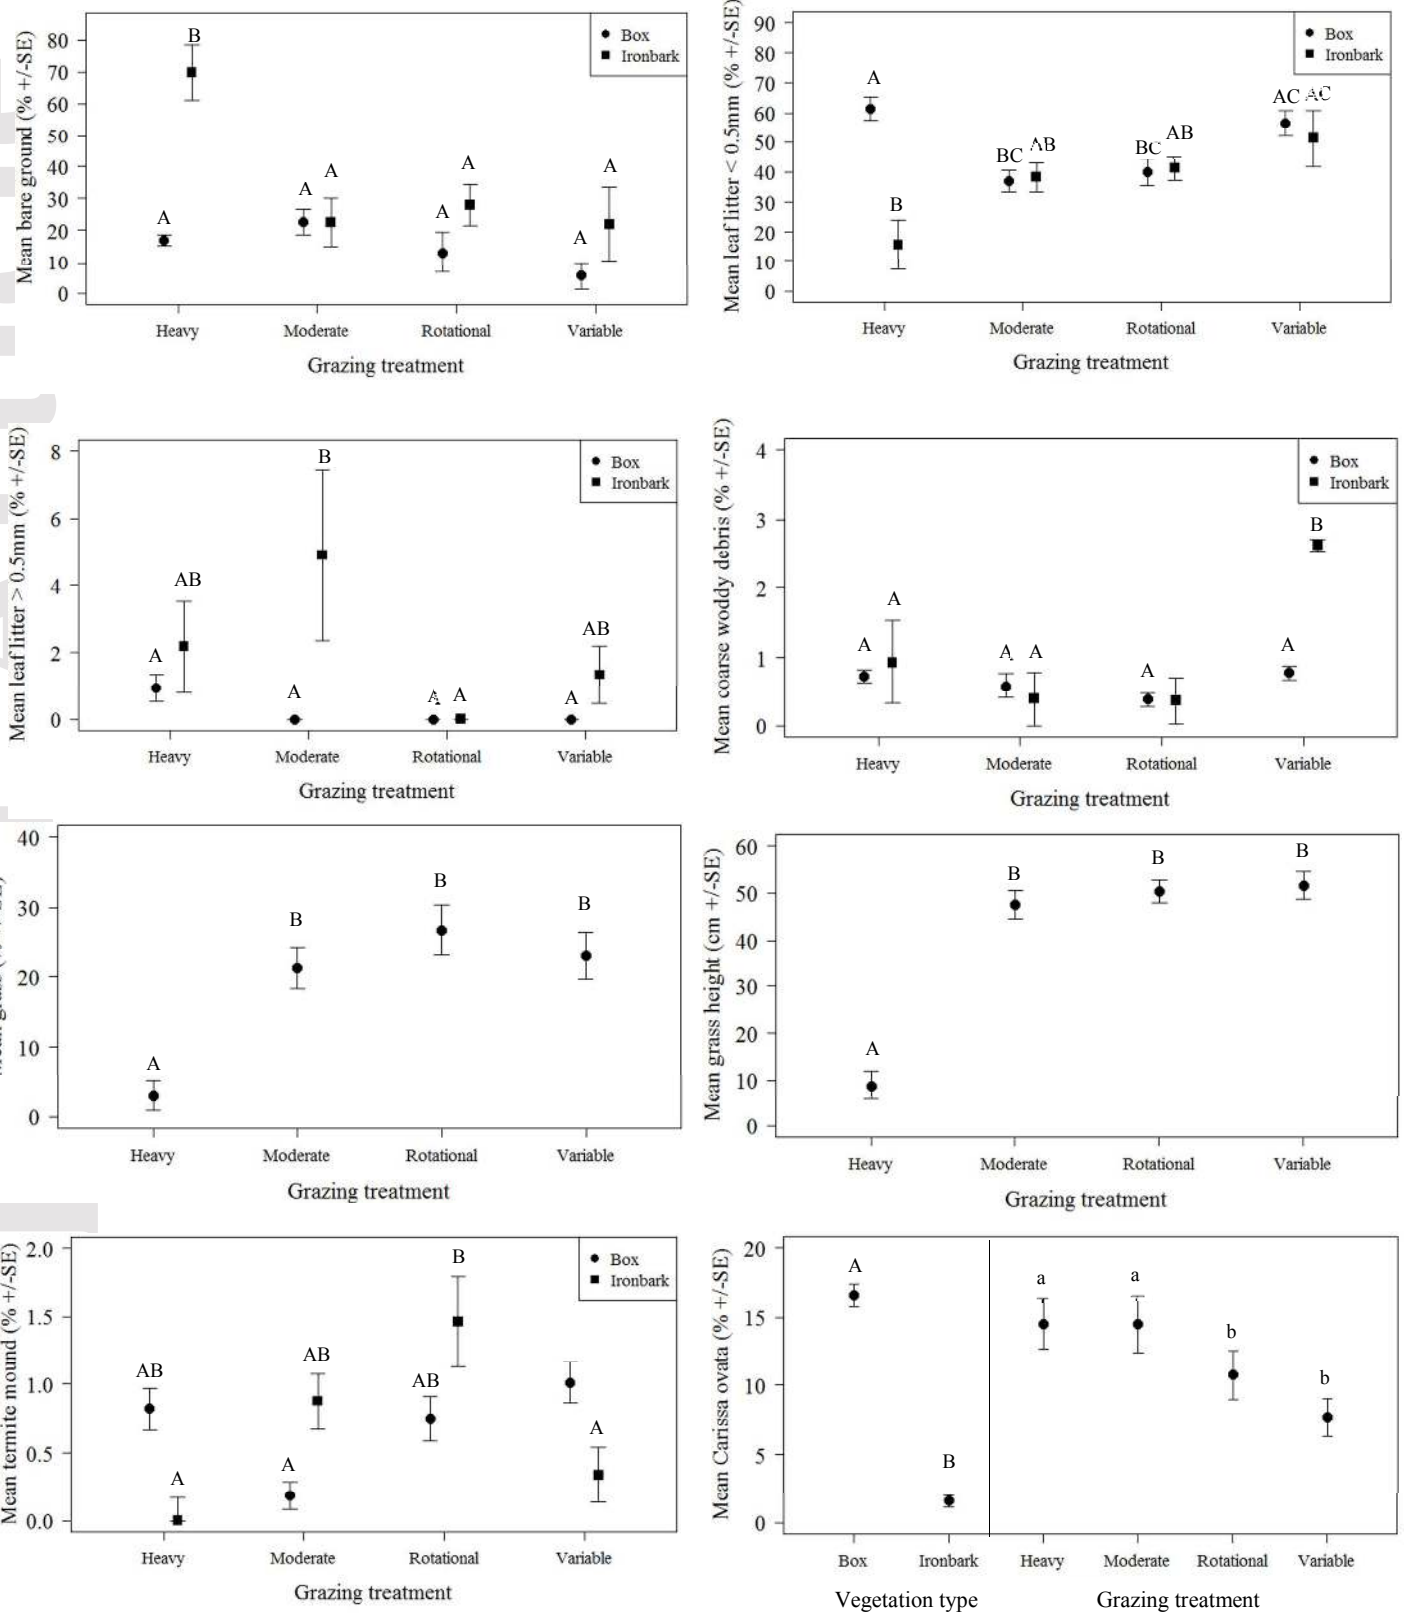 Mean bare ground (% +/-SE)
80
70
60
50
40
30
20
10
0
B
A
A
A
A
A
A
A
Box
Ironbark
Heavy
Moderate
Rotational
Variable
Grazing treatment
Mean leaf litter < 0.5mm (% +/-SE)
90
80
70
60
50
40
30
20
10
0
A
B
BC
AB
BC
AB
AC
AC
Box
Ironbark
Heavy
Moderate
Rotational
Variable
Grazing treatment
Mean leaf litter > 0.5mm (% +/-SE)
8
6
4
2
0
A
AB
A
B
A
A
A
AB
Box
Ironbark
Heavy
Moderate
Rotational
Variable
Grazing treatment
Mean coarse woddy debris (% +/-SE)
4
3
2
1
0
A
A
A
A
A
A
B
Box
Ironbark
Heavy
Moderate
Rotational
Variable
Grazing treatment
40
30
20
10
0
A
B
B
B
Heavy
Moderate
Rotational
Variable
Grazing treatment
Mean grass height (cm +/-SE)
60
50
40
30
20
10
0
A
B
B
B
Heavy
Moderate
Rotational
Variable
Grazing treatment
Mean termite mound (% +/-SE)
2.0
1.5
1.0
0.5
0.0
AB
A
A
AB
AB
B
A
Box
Ironbark
Heavy
Moderate
Rotational
Variable
Grazing treatment
Mean Carissa ovata (% +/-SE)
20
15
10
5
0
A
B
a
a
b
b
Box
Ironbark
Heavy
Moderate
Rotational
Variable
Vegetation type
Grazing treatment